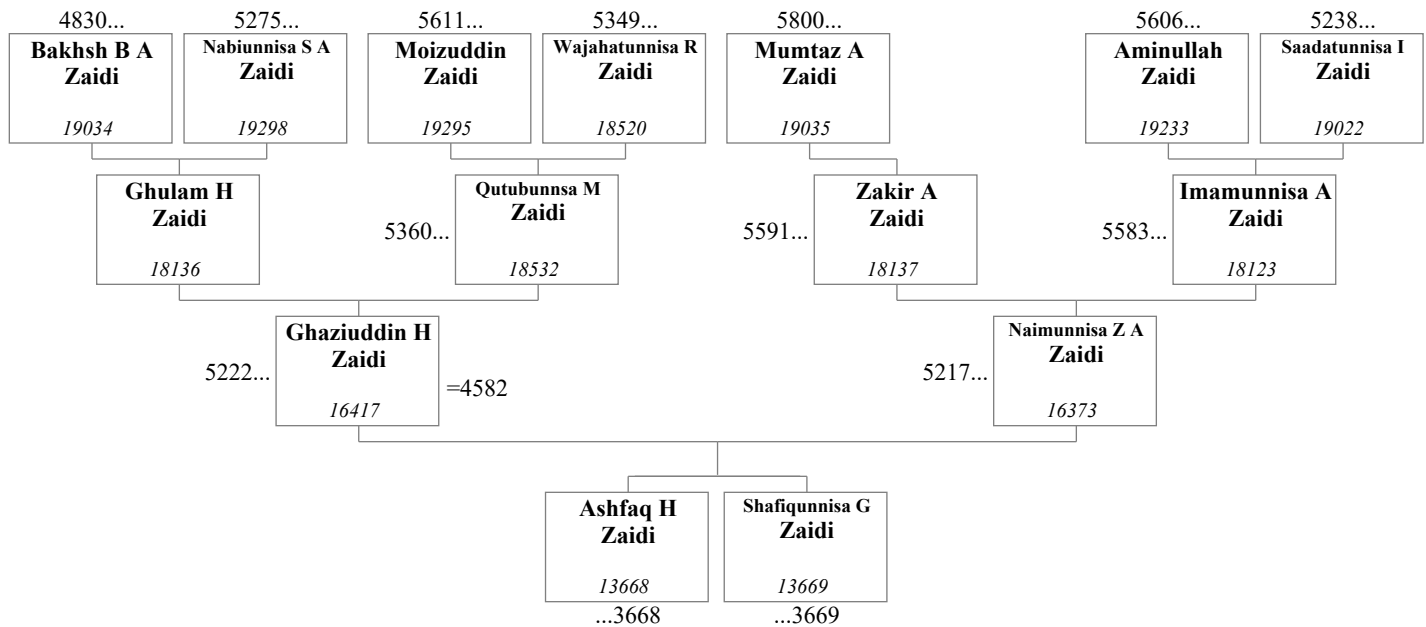 4830... 5275... 5611... 5349... 5800... 5606... 5238...
Bakhsh B A Nabiunnisa S A Moizuddin Wajahatunnisa R Mumtaz A Aminullah Saadatunnisa I
Zaidi Zaidi Zaidi Zaidi Zaidi Zaidi Zaidi
19034 19298 19295 18520 19035 19233 19022
Ghulam H Qutubunnsa M Zakir A Imamunnisa A
Zaidi Zaidi Zaidi Zaidi
5360... 5591... 5583...
18136 18532 18137 18123
Ghaziuddin H Naimunnisa Z A
Zaidi Zaidi
5222... =4582 5217...
16417 16373
Ashfaq H Shafiqunnisa G
Zaidi Zaidi
13668 13669
...3668 ...3669